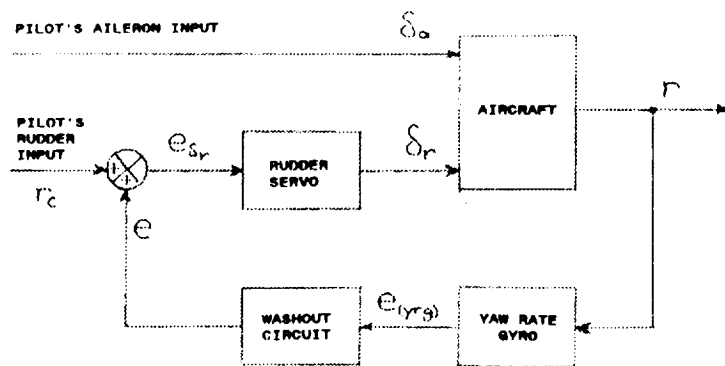 PILOT'S AILERON INPUT
δa
AIRCRAFT
r
PILOT'S
RUDDER
INPUT
rc
+
+
eδr
RUDDER
SERVO
δr
e
WASHOUT
CIRCUIT
e(yrg)
YAW RATE
GYRO